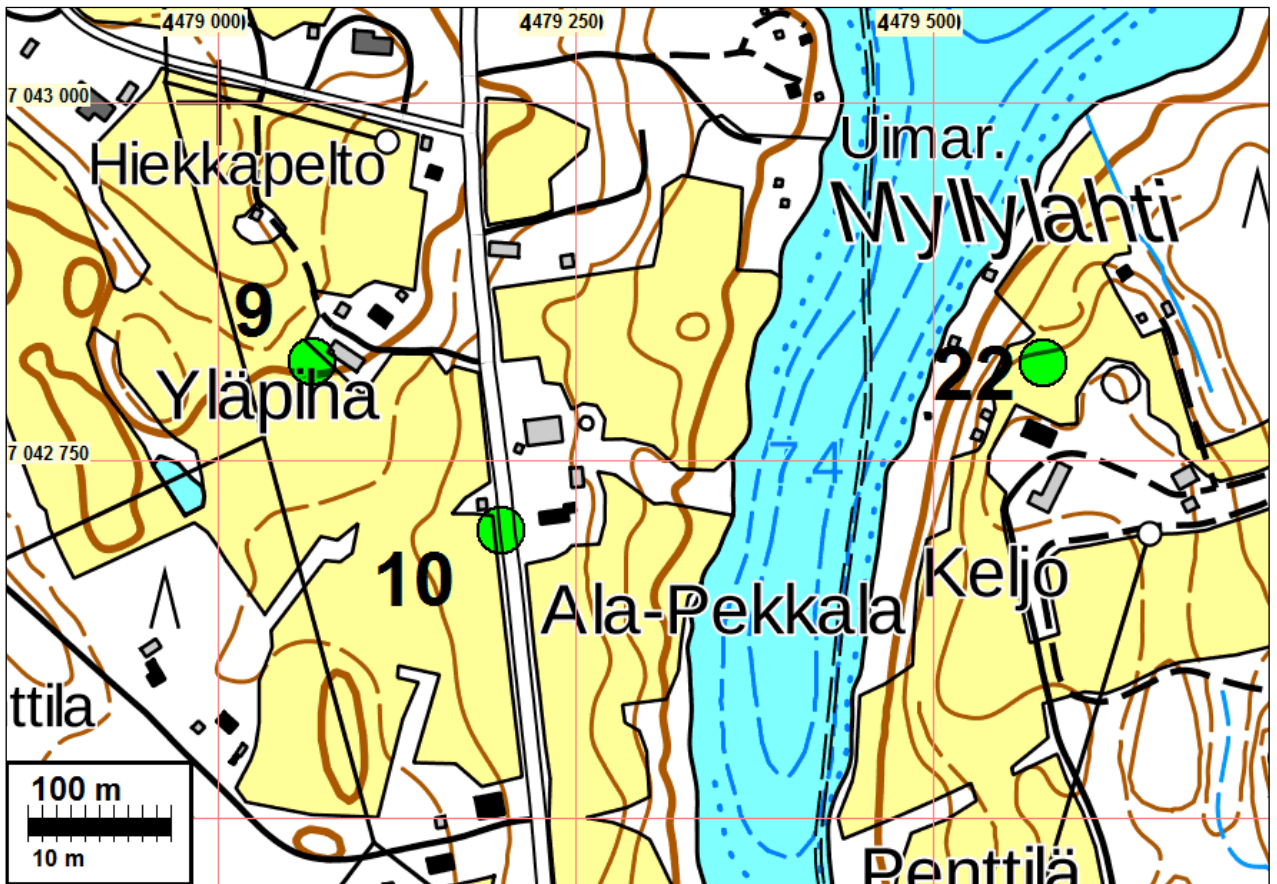 4479 000
4479 250
4479 500
7 043 000
Uimar.
Hiekkapelto
Myllylahti
9
22
Yläpiha
7 042 750
7.4
10
Keljo
Ala-Pekkala
ttila
100 m
10 m
Penttilä